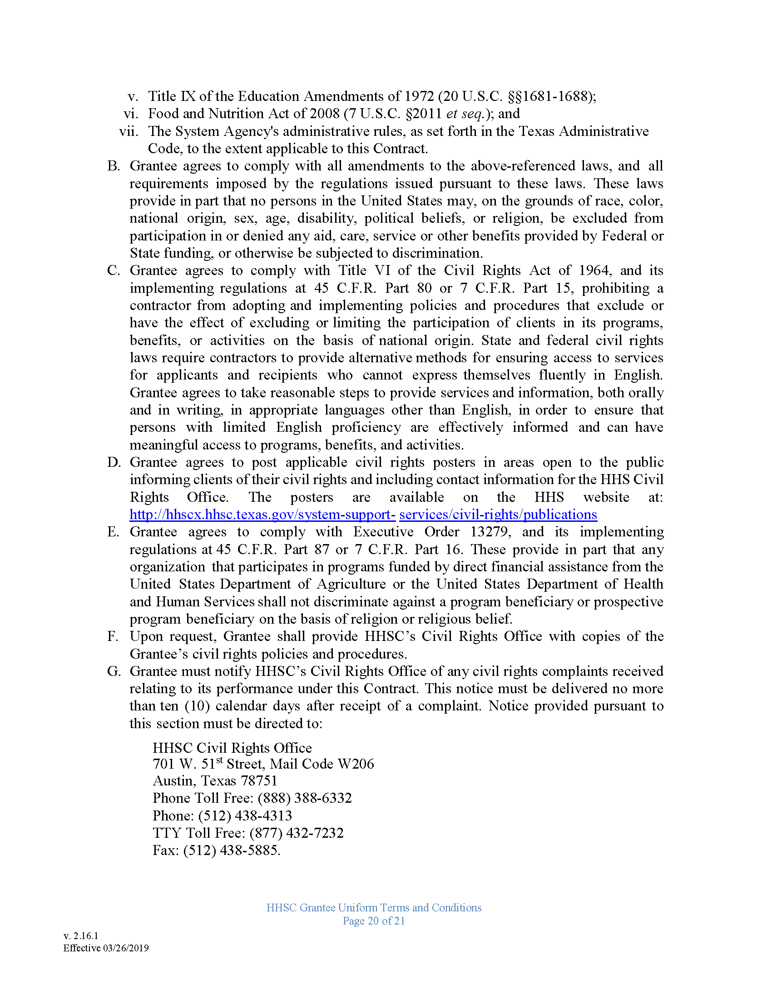 v. Title IX of the Education Amendments of 1972 (20 U.S.C. §§1681-1688);
vi. Food and Nutrition Act of 2008 (7 U.S.C. §2011 et seq.); and
vii. The System Agency's administrative rules, as set forth in the Texas Administrative
Code, to the extent applicable to this Contract.
B. Grantee agrees to comply with all amendments to the above-referenced laws, and all
requirements imposed by the regulations issued pursuant to these laws. These laws
provide in part that no persons in the United States may, on the grounds of race, color,
national origin, sex, age, disability, political beliefs, or religion, be excluded from
participation in or denied any aid, care, service or other benefits provided by Federal or
State funding, or otherwise be subjected to discrimination.
C. Grantee agrees to comply with Title VI of the Civil Rights Act of 1964, and its
implementing regulations at 45 C.F.R. Part 80 or 7 C.F.R. Part 15, prohibiting a
contractor from adopting and implementing policies and procedures that exclude or
have the effect of excluding or limiting the participation of clients in its programs,
benefits, or activities on the basis of national origin. State and federal civil rights
laws require contractors to provide alternative methods for ensuring access to services
for applicants and recipients who cannot express themselves fluently in English.
Grantee agrees to take reasonable steps to provide services and information, both orally
and in writing, in appropriate languages other than English, in order to ensure that
persons with limited English proficiency are effectively informed and can have
meaningful access to programs, benefits, and activities.
D. Grantee agrees to post applicable civil rights posters in areas open to the public
informing clients of their civil rights and including contact information for the HHS Civil
Rights Office. The posters are available on the HHS website at:
http://hhscx.hhsc.texas.gov/system-support- services/civil-rights/publications
E. Grantee agrees to comply with Executive Order 13279, and its implementing
regulations at 45 C.F.R. Part 87 or 7 C.F.R. Part 16. These provide in part that any
organization that participates in programs funded by direct financial assistance from the
United States Department of Agriculture or the United States Department of Health
and Human Services shall not discriminate against a program beneficiary or prospective
program beneficiary on the basis of religion or religious belief.
F. Upon request, Grantee shall provide HHSC’s Civil Rights Office with copies of the
Grantee’s civil rights policies and procedures.
G. Grantee must notify HHSC’s Civil Rights Office of any civil rights complaints received
relating to its performance under this Contract. This notice must be delivered no more
than ten (10) calendar days after receipt of a complaint. Notice provided pursuant to
this section must be directed to:
HHSC Civil Rights Office
701 W. 51st Street, Mail Code W206
Austin, Texas 78751
Phone Toll Free: (888) 388-6332
Phone: (512) 438-4313
TTY Toll Free: (877) 432-7232
Fax: (512) 438-5885.
HHSC Grantee Uniform Terms and Conditions
Page 20 of 21
v. 2.16.1
Effective 03/26/2019